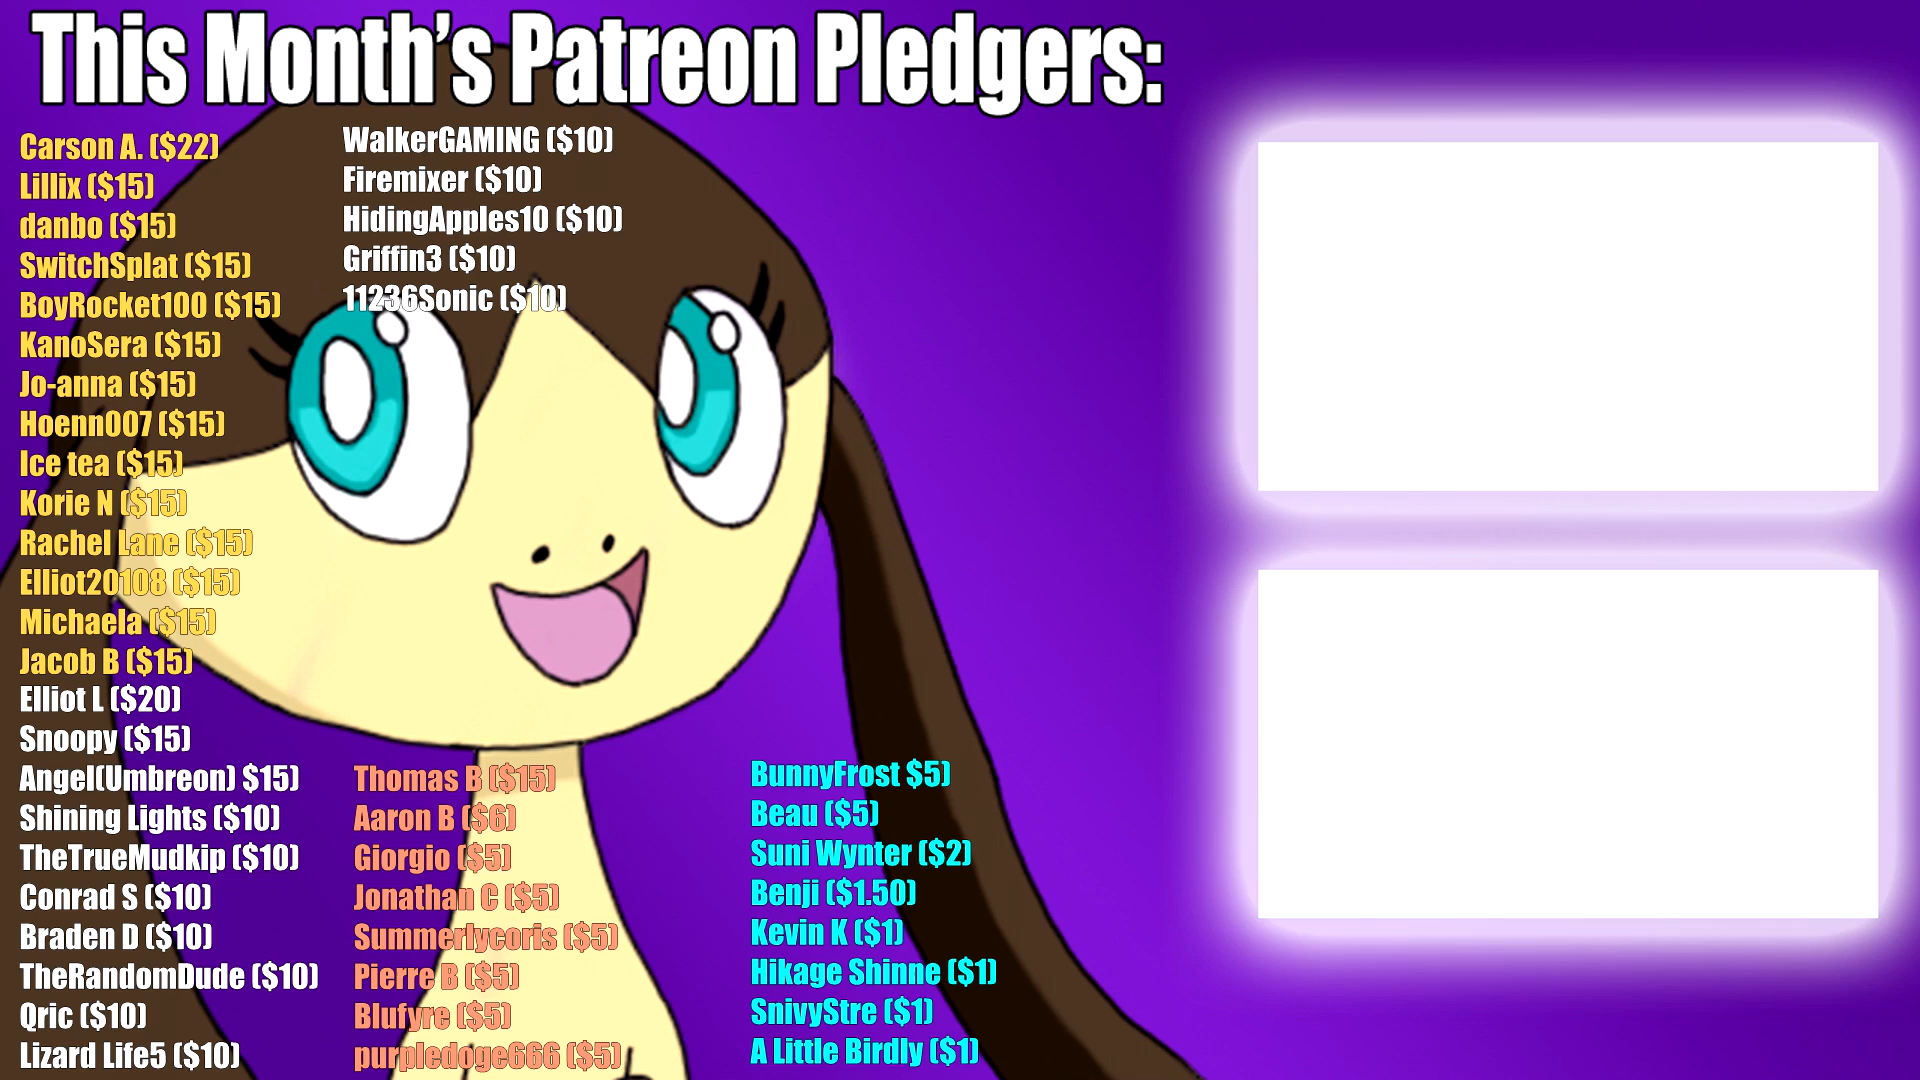 This Month's Patreon Pledgers:
Carson A. ($22)
Lillix ($15)
danbo ($15)
SwitchSplat ($15)
BoyRocket100 ($15)
KanoSera ($15)
Jo-anna ($15)
Hoenn007 ($15)
Ice tea ($15)
Korie N ($15)
Rachel Lane ($15)
Elliot20108 ($15)
Michaela ($15)
Jacob B ($15)
Elliot L ($20)
Snoopy ($15)
Angel(Umbreon) $15)
Shining Lights ($10)
TheTrueMudkip ($10)
Conrad S ($10)
Braden D ($10)
TheRandomDude ($10)
Qric ($10)
Lizard Life5 ($10)
WalkerGAMING ($10)
Firemixer ($10)
HidingApples10 ($10)
Griffin3 ($10)
11236Sonic ($10)
Thomas B ($15)
Aaron B ($6)
Giorgio ($5)
Jonathan C ($5)
Summerlycoris ($5)
Pierre B ($5)
Blufyre ($5)
purpledoge666 ($5)
BunnyFrost $5)
Beau ($5)
Suni Wynter ($2)
Benji ($1.50)
Kevin K ($1)
Hikage Shinne ($1)
SnivyStre ($1)
A Little Birdly ($1)